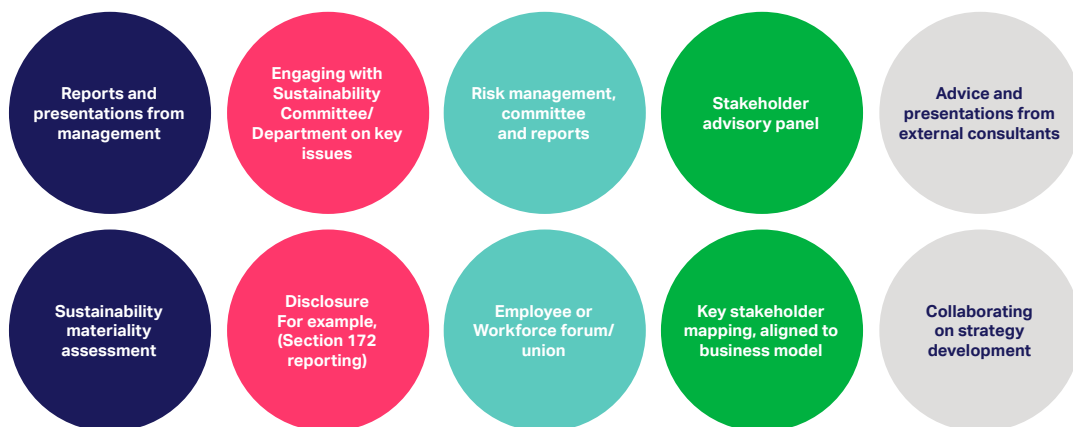 Reports and
presentations from
management
Engaging with
Sustainability
Committee/
Department on key
issues
Risk management,
committee
and reports
Stakeholder
advisory panel
Advice and
presentations from
external consultants
Sustainability
materiality
assessment
Disclosure
For example,
(Section 172
reporting)
Employee or
Workforce forum/
union
Key stakeholder
mapping, aligned to
business model
Collaborating
on strategy
development